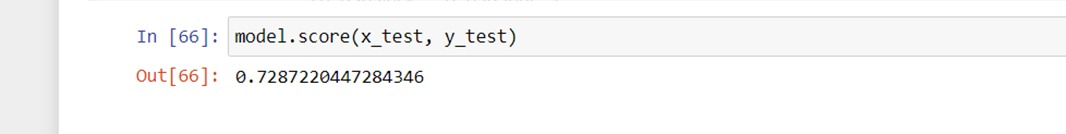 In [66]: model.score(x_test, y_test)
Out[66]: 0.7287220447284346